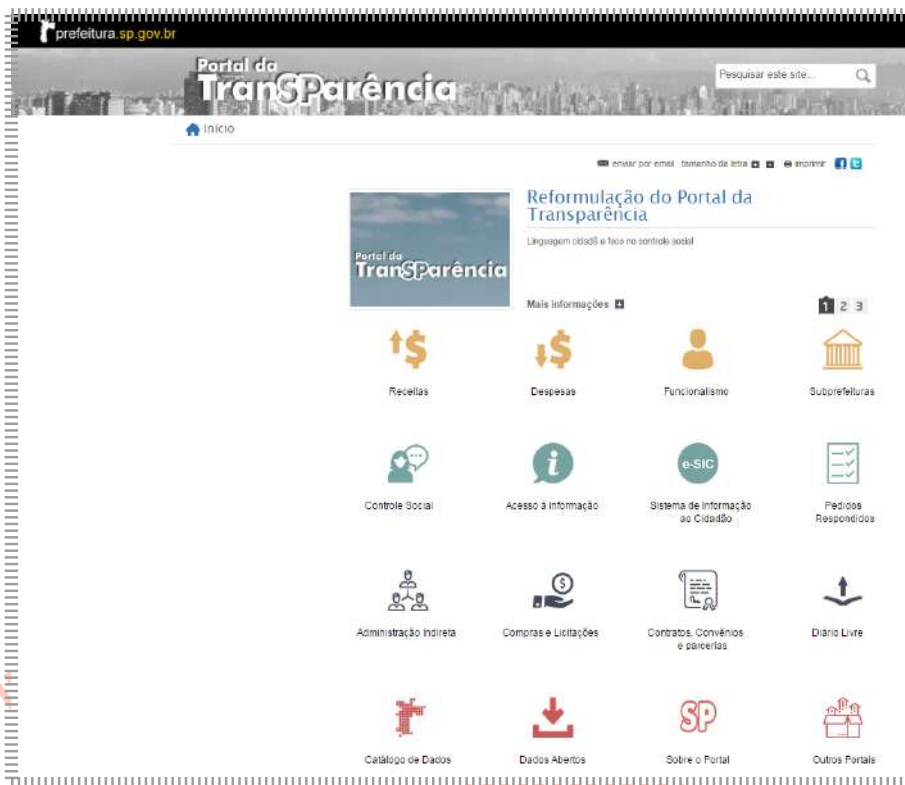 prefeitura.sp.gov.br
Portal da
TranSParência
Pesquisar este site...
Início
enviar por email tamanho da letra imprimir
Reformulação do Portal da
Transparência
Linguagem cidadã e foco no controle social
Portal da
TranSParência
Mais informações
1 2 3
Receitas Despesas Funcionalismo Subprefeituras
e-SIC
Controle Social Acesso à informação Sistema de Informação
ao Cidadão Pedidos
Respondidos
Administração Indireta Compras e Licitações Contratos, Convênios
e parcerias Diário Livre
SP
Catálogo de Dados Dados Abertos Sobre o Portal Outros Portais